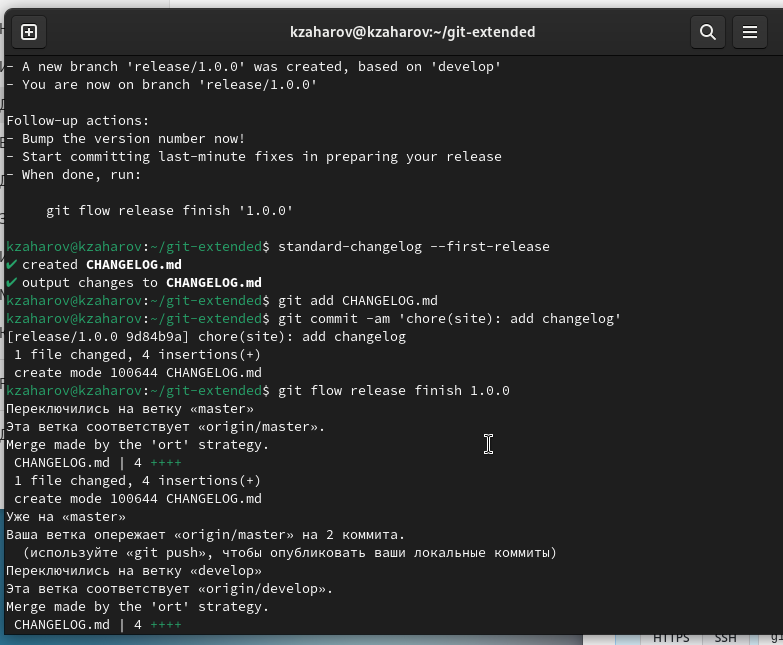 kzaharov@kzaharov:~/git-extended
- A new branch 'release/1.0.0' was created, based on 'develop'
- You are now on branch 'release/1.0.0'
Follow-up actions:
- Bump the version number now!
- Start committing last-minute fixes in preparing your release
- When done, run:
git flow release finish '1.0.0'
kzaharov@kzaharov:~/git-extended$ standard-changelog --first-release
✔ created CHANGELOG.md
✔ output changes to CHANGELOG.md
kzaharov@kzaharov:~/git-extended$ git add CHANGELOG.md
kzaharov@kzaharov:~/git-extended$ git commit -am 'chore(site): add changelog'
[release/1.0.0 9d84b9a] chore(site): add changelog
1 file changed, 4 insertions(+)
create mode 100644 CHANGELOG.md
kzaharov@kzaharov:~/git-extended$ git flow release finish 1.0.0
Переключились на ветку «master»
Эта ветка соответствует «origin/master».
Merge made by the 'ort' strategy.
CHANGELOG.md | 4 ++++
1 file changed, 4 insertions(+)
create mode 100644 CHANGELOG.md
Уже на «master»
Ваша ветка опережает «origin/master» на 2 коммита.
(используйте «git push», чтобы опубликовать ваши локальные коммиты)
Переключились на ветку «develop»
Эта ветка соответствует «origin/develop».
Merge made by the 'ort' strategy.
CHANGELOG.md | 4 ++++
HTTPS SSH